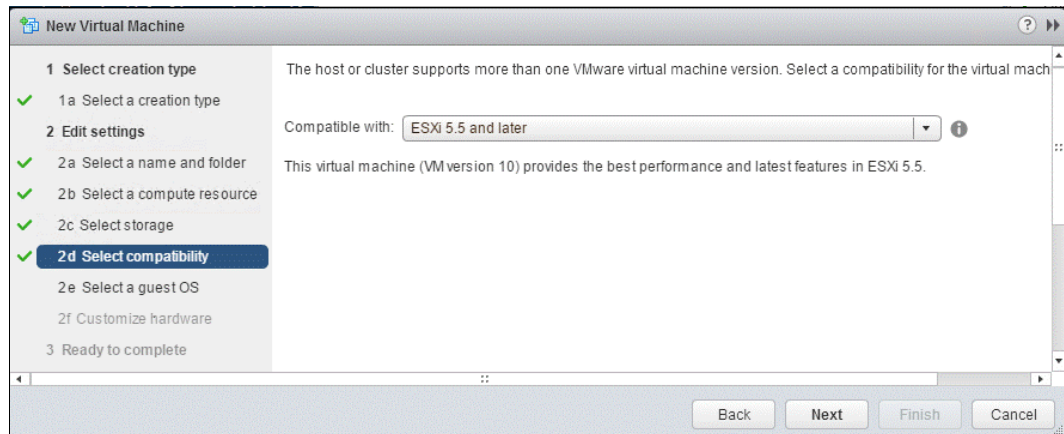 New Virtual Machine
1 Select creation type
1a Select a creation type
2 Edit settings
2a Select a name and folder
2b Select a compute resource
2c Select storage
2d Select compatibility
2e Select a guest OS
2f Customize hardware
3 Ready to complete
The host or cluster supports more than one VMware virtual machine version. Select a compatibility for the virtual mach
Compatible with: ESXi 5.5 and later
This virtual machine (VM version 10) provides the best performance and latest features in ESXi 5.5.
Back Next Finish Cancel